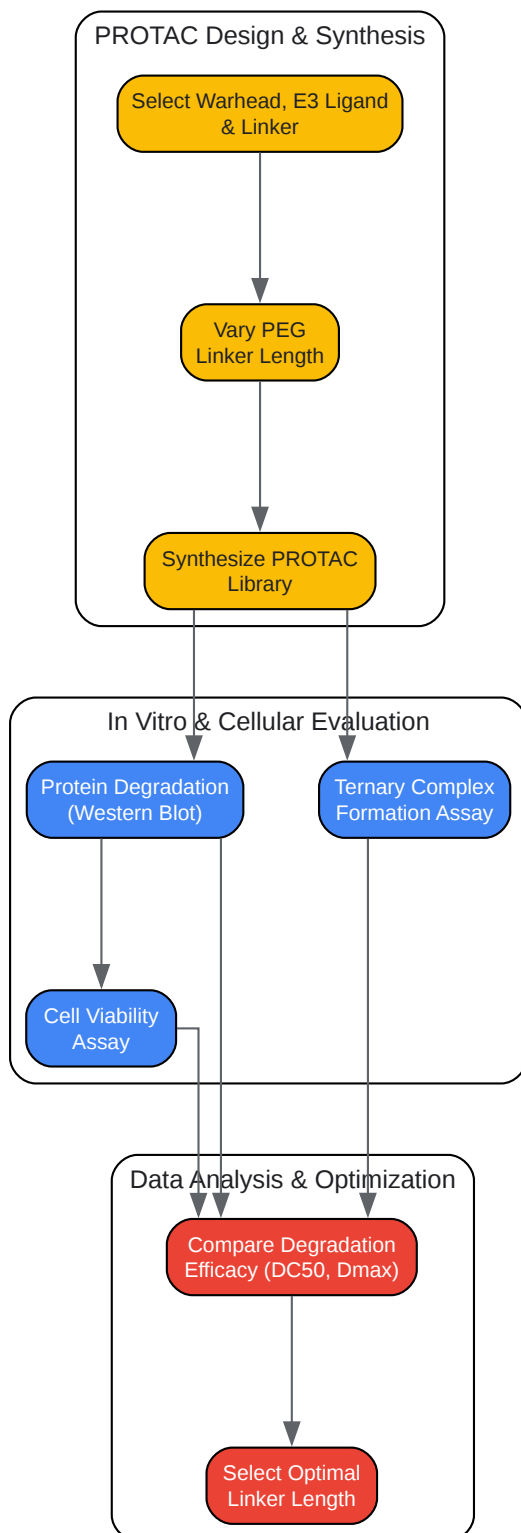 PROTAC Design & Synthesis
Select Warhead, E3 Ligand
& Linker
Vary PEG
Linker Length
Synthesize PROTAC
Library
In Vitro & Cellular Evaluation
Protein Degradation
(Western Blot)
Ternary Complex
Formation Assay
Cell Viability
Assay
Data Analysis & Optimization
Compare Degradation
Efficacy (DC50, Dmax)
Select Optimal
Linker Length